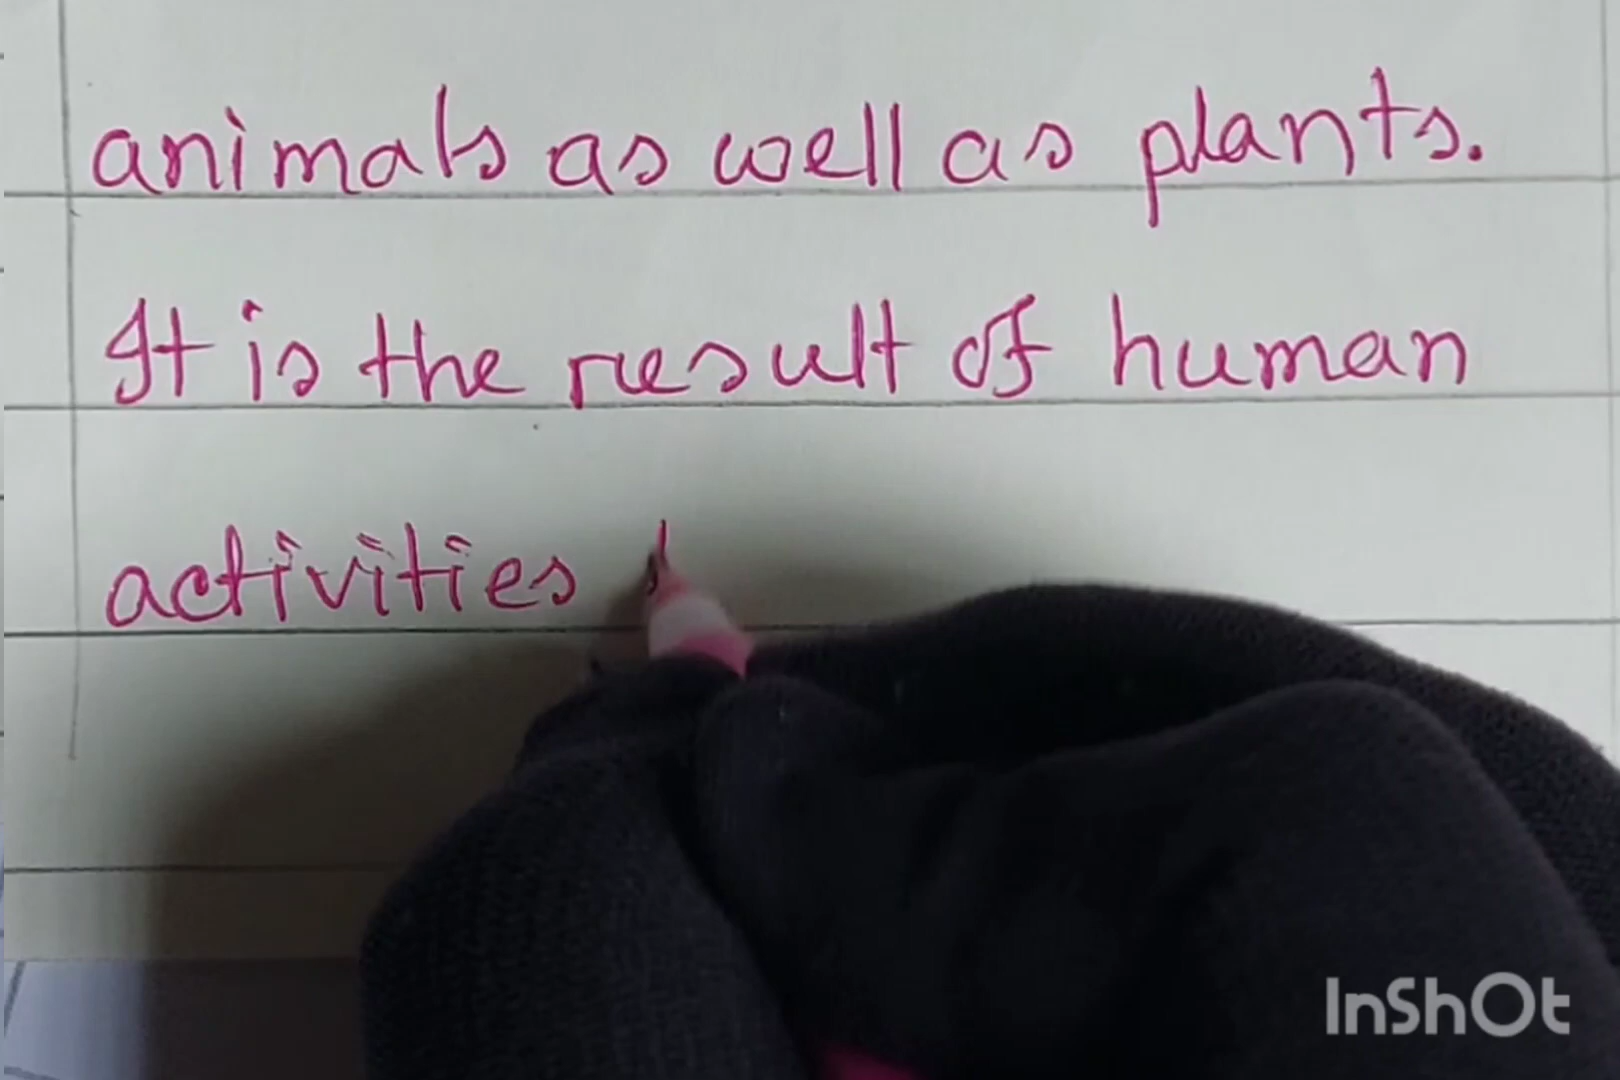 animals as well as plants.
It is the result of human
activities
InShOt